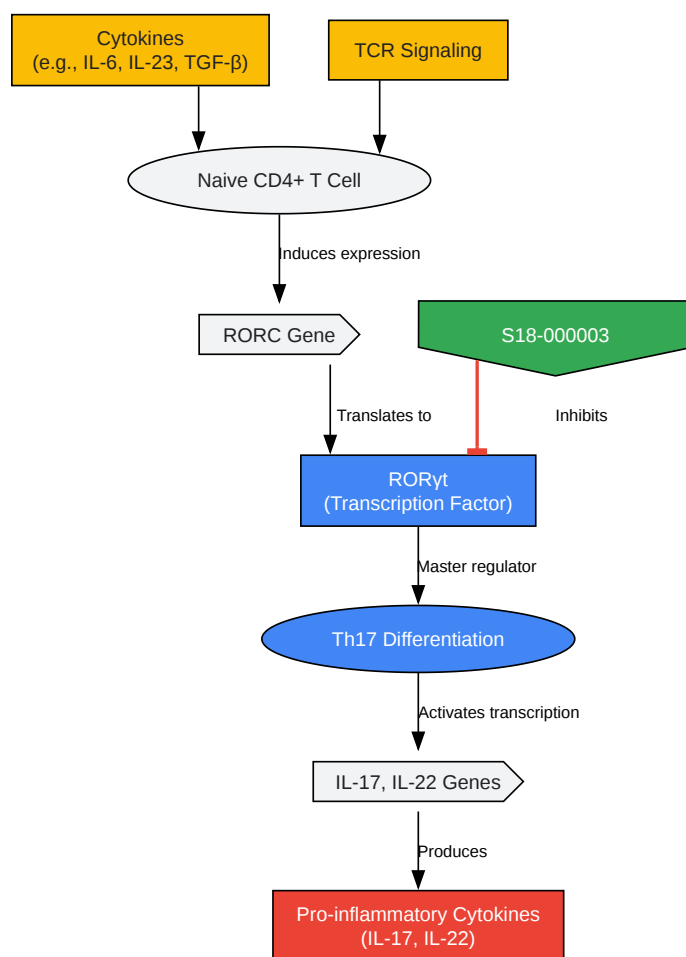 Cytokines
(e.g., IL-6, IL-23, TGF-β)
TCR Signaling
Naive CD4+ T Cell
Induces expression
RORC Gene
S18-000003
Translates to
Inhibits
RORγt
(Transcription Factor)
Master regulator
Th17 Differentiation
Activates transcription
IL-17, IL-22 Genes
Produces
Pro-inflammatory Cytokines
(IL-17, IL-22)